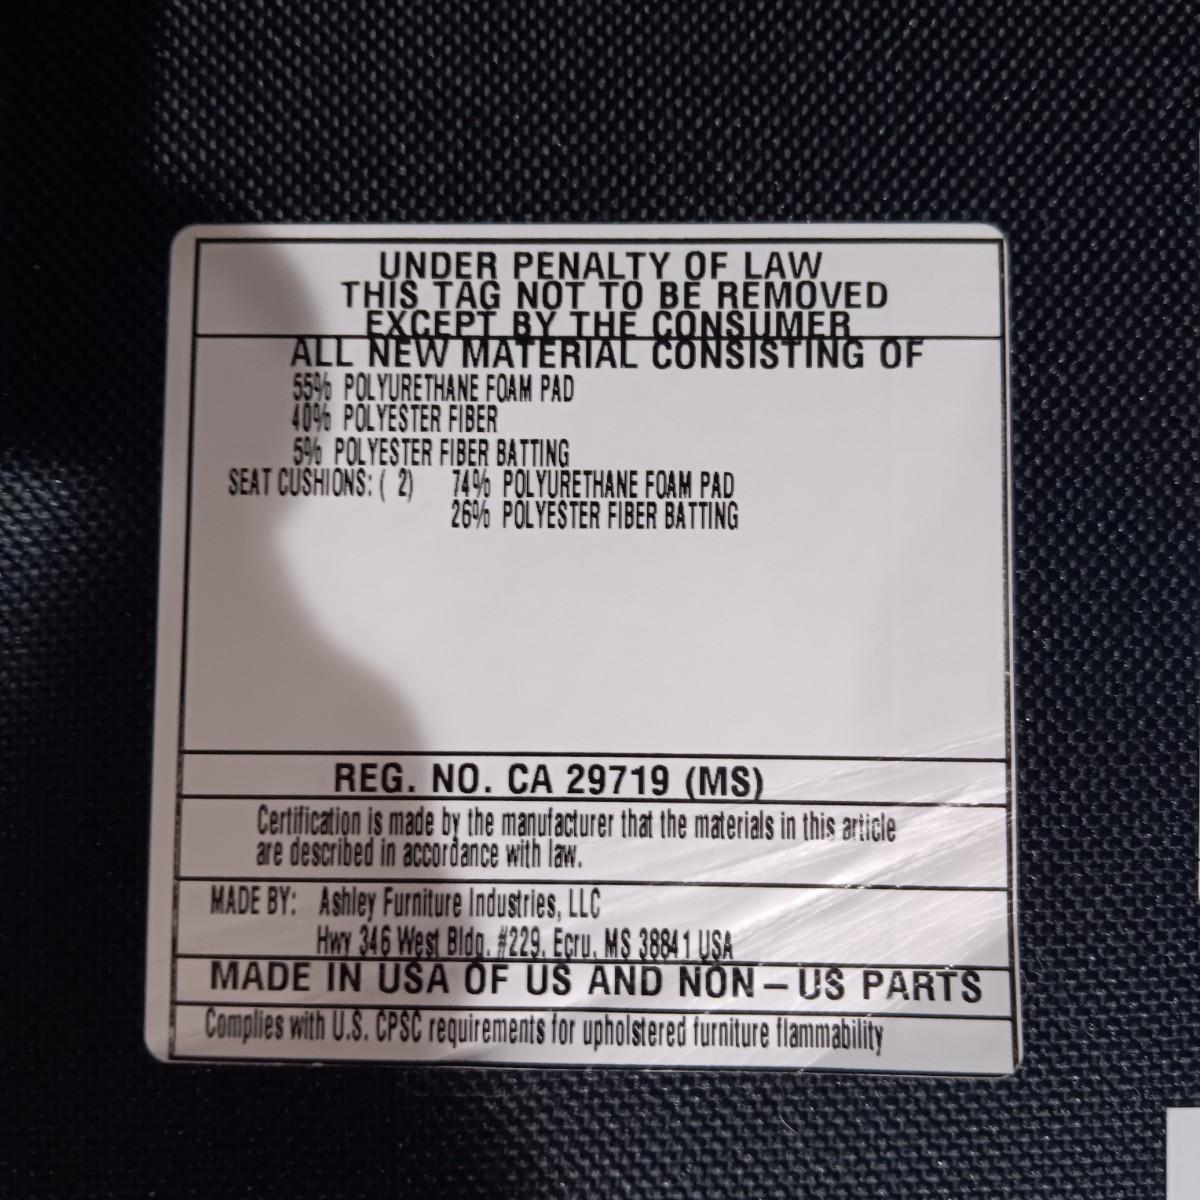 UNDER PENALTY OF LAW
THIS TAG NOT TO BE REMOVED
EXCEPT BY THE CONSUMER
ALL NEW MATERIAL CONSISTING OF
55% POLYURETHANE FOAM PAD
40% POLYESTER FIBER
5% POLYESTER FIBER BATTING
SEAT CUSHIONS: ( 2) 74% POLYURETHANE FOAM PAD
26% POLYESTER FIBER BATTING
REG. NO. CA 29719 (MS)
Certification is made by the manufacturer that the materials in this article
are described in accordance with law.
MADE BY: Ashley Furniture Industries, LLC
Hwy 346 West Bldg. #229. Ecru, MS 38841 USA
MADE IN USA OF US AND NON – US PARTS
Complies with U.S. CPSC requirements for upholstered furniture flammability